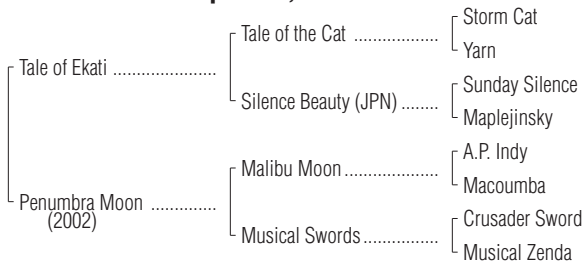 Storm Cat
Tale of the Cat ..................
Yarn
Tale of Ekati ......................
Sunday Silence
Silence Beauty (JPN) ........
Maplejinsky
A.P. Indy
Malibu Moon ....................
Macoumba
Penumbra Moon ..............
(2002)
Crusader Sword
Musical Swords ................
Musical Zenda